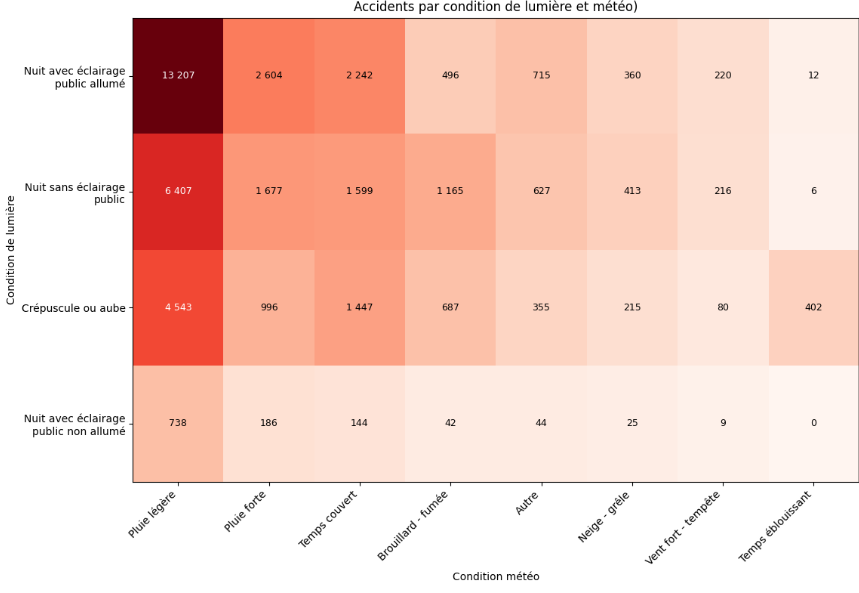 Accidents par condition de lumière et météo)
Condition de lumière
Nuit avec éclairage
public allumé
13 207 2 604 2 242 496 715 360 220 12
Nuit sans éclairage
public
6 407 1 677 1 599 1 165 627 413 216 6
Crépuscule ou aube
4 543 996 1 447 687 355 215 80 402
Nuit avec éclairage
public non allumé
738 186 144 42 44 25 9 0
Pluie légère
Pluie forte
Temps couvert
Brouillard - fumée
Autre
Neige - grêle
Vent fort - tempête
Temps éblouissant
Condition météo